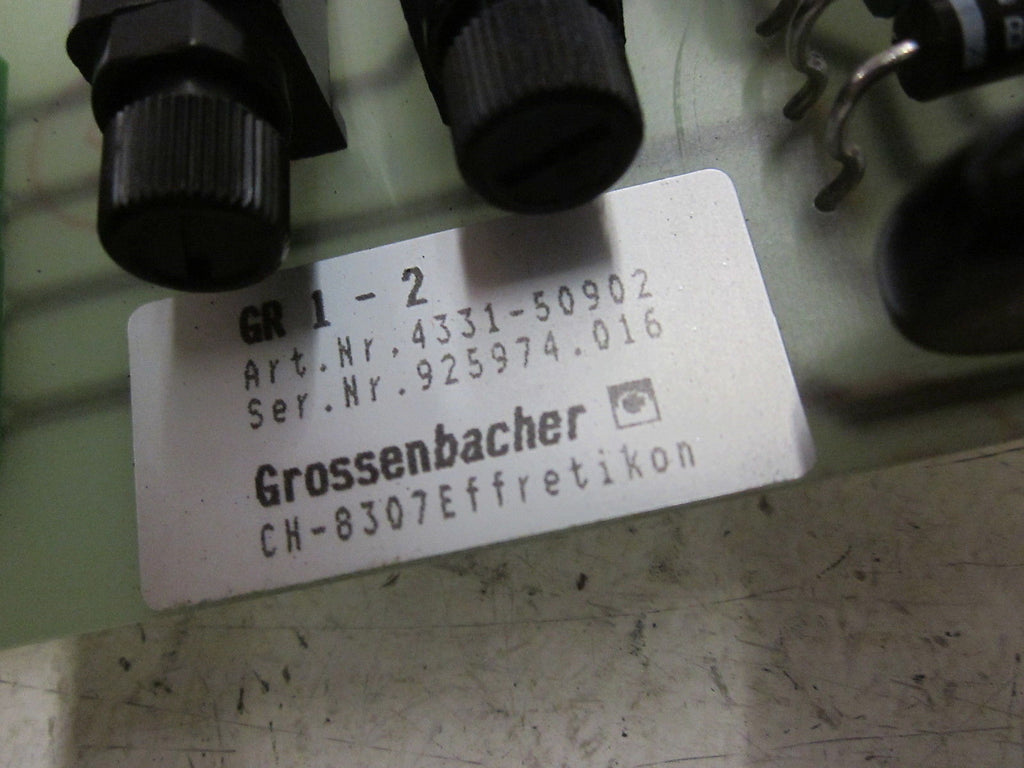 GR 1 - 2
Art.Nr.4331-50902
Ser.Nr.925974.016
Grossenbacher
CH-8307Effretikon
B